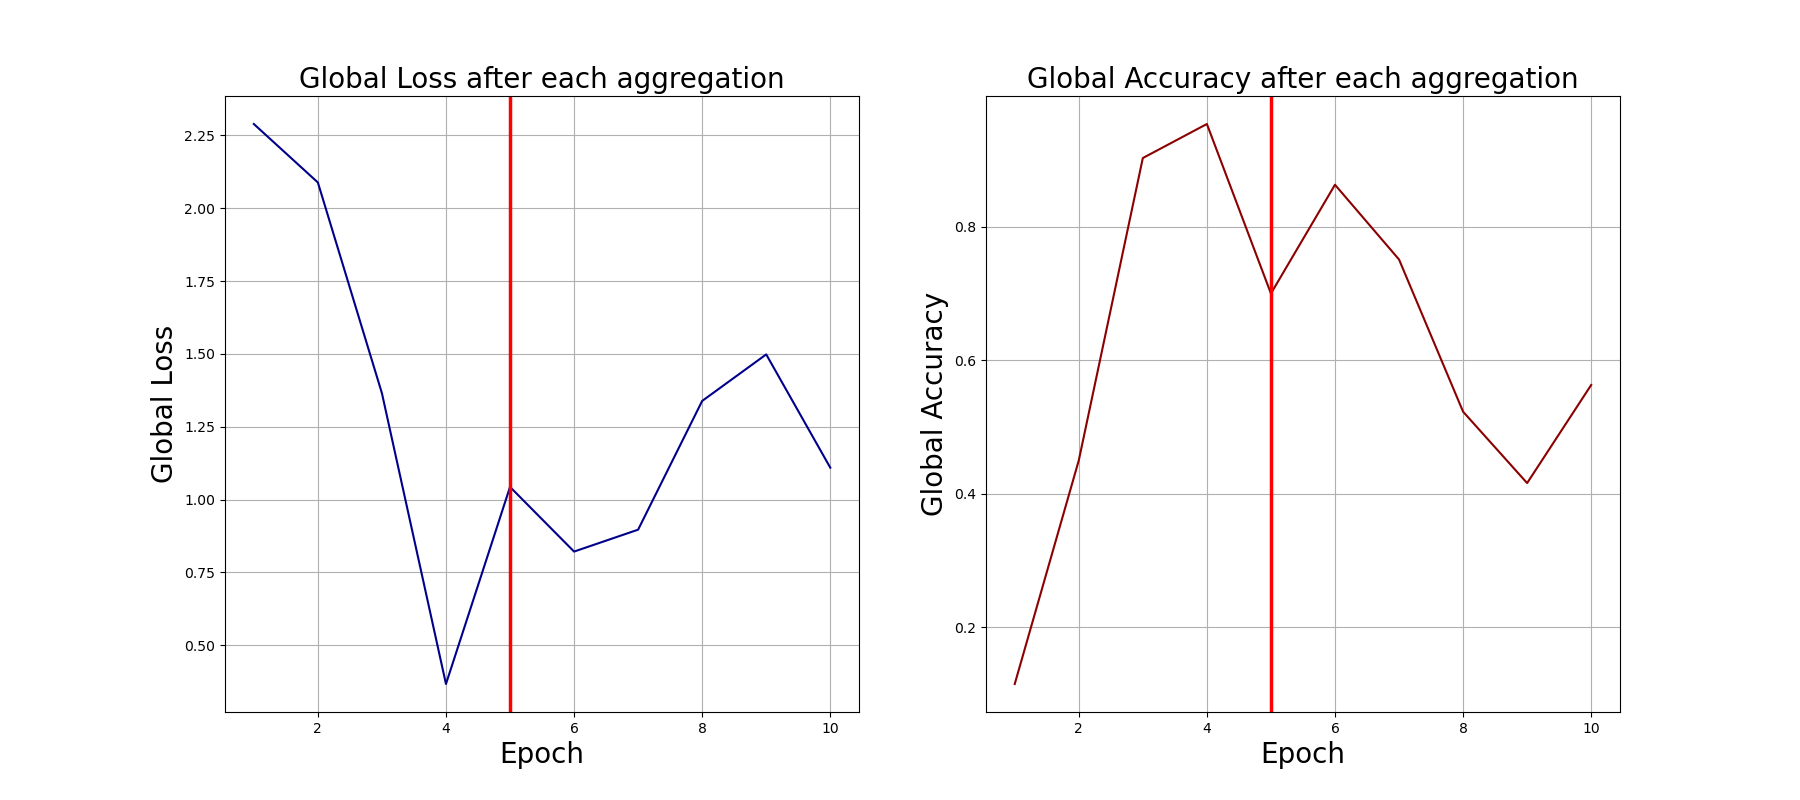 Global Loss after each aggregation
Global Loss
2.25
2.00
1.75
1.50
1.25
1.00
0.75
0.50
2 4 6 8 10
Epoch
Global Accuracy after each aggregation
Global Accuracy
0.8
0.6
0.4
0.2
2 4 6 8 10
Epoch